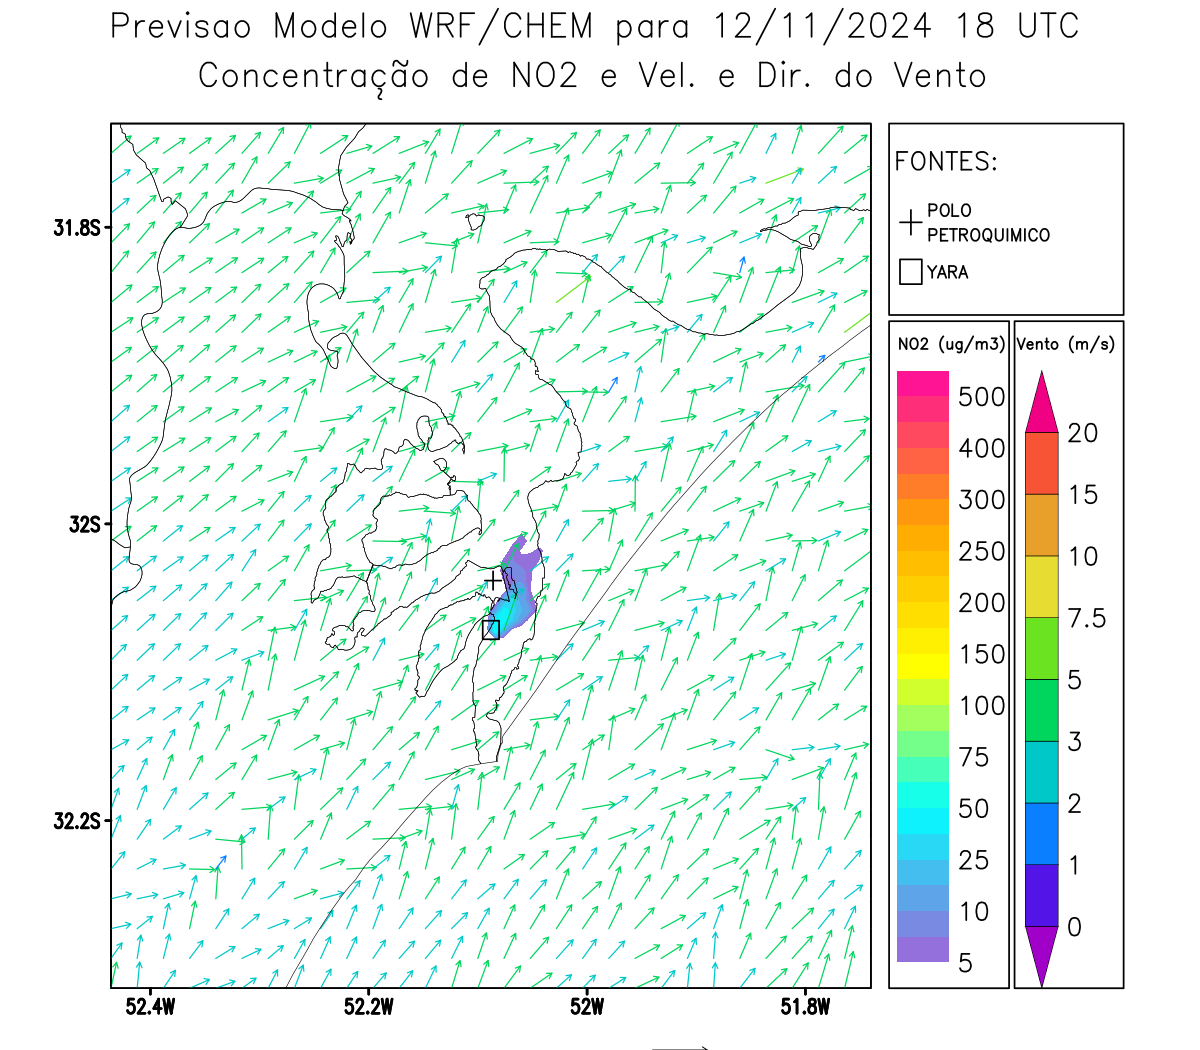 Previsao Modelo WRF/CHEM para 12/11/2024 18 UTC
Concentração de NO2 e Vel. e Dir. do Vento
FONTES:
POLO
PETROQUIMICO
YARA
NO2 (ug/m3)
500
400
300
250
200
150
100
75
50
25
10
5
Vento (m/s)
20
15
10
7.5
5
3
2
1
0
31.8S
32S
32.2S
52.4W
52.2W
52W
51.8W